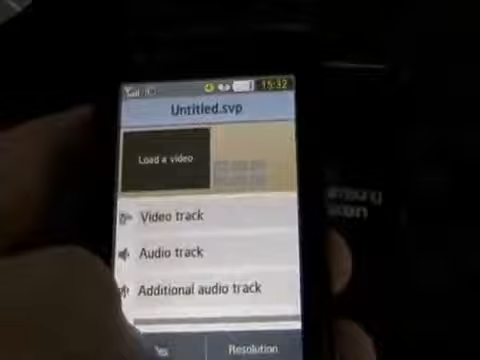 15:32
Untitled.svp
Load a video
Video track
Audio track
Additional audio track
Resolution